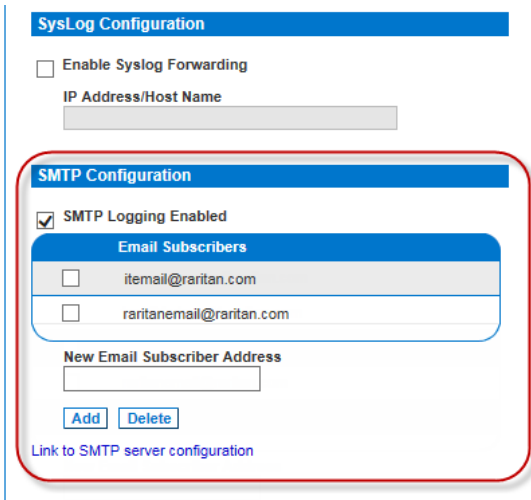 SysLog Configuration
Enable Syslog Forwarding
IP Address/Host Name
SMTP Configuration
SMTP Logging Enabled
Email Subscribers
itemail@raritan.com
raritanemail@raritan.com
New Email Subscriber Address
Add Delete
Link to SMTP server configuration